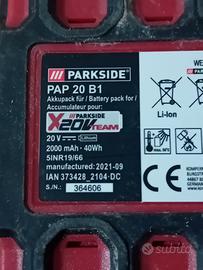 /// PARKSIDE®
PAP 20 B1
Akkupack für / Battery pack for /
Accumulateur pour:
/// PARKSIDE
X20V TEAM
20 V
2000 mAh - 40Wh
5INR19/66
manufactured: 2021-09
IAN 373428_2104-DC
S./N.: 364606
WE
Li-Ion
subito